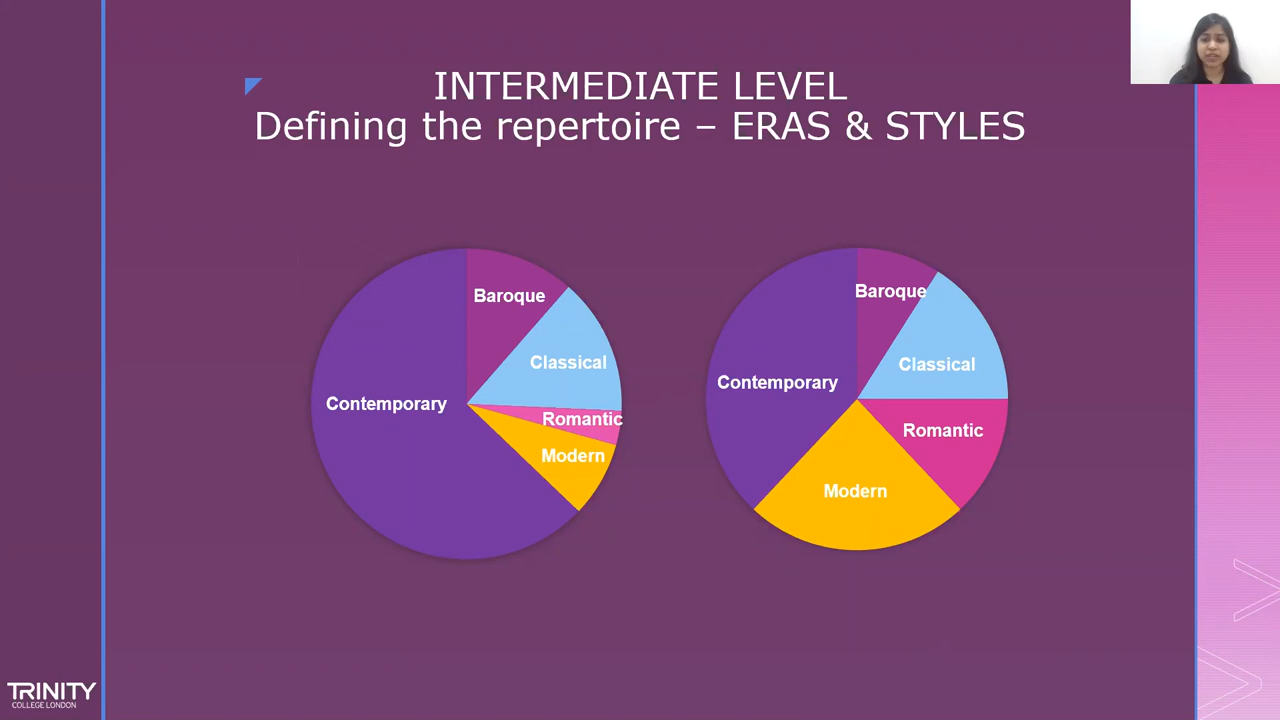 INTERMEDIATE LEVEL
Defining the repertoire – ERAS & STYLES
Baroque
Classical
Romantic
Modern
Contemporary
Baroque
Classical
Romantic
Modern
Contemporary
TRINITY
COLLEGE LONDON